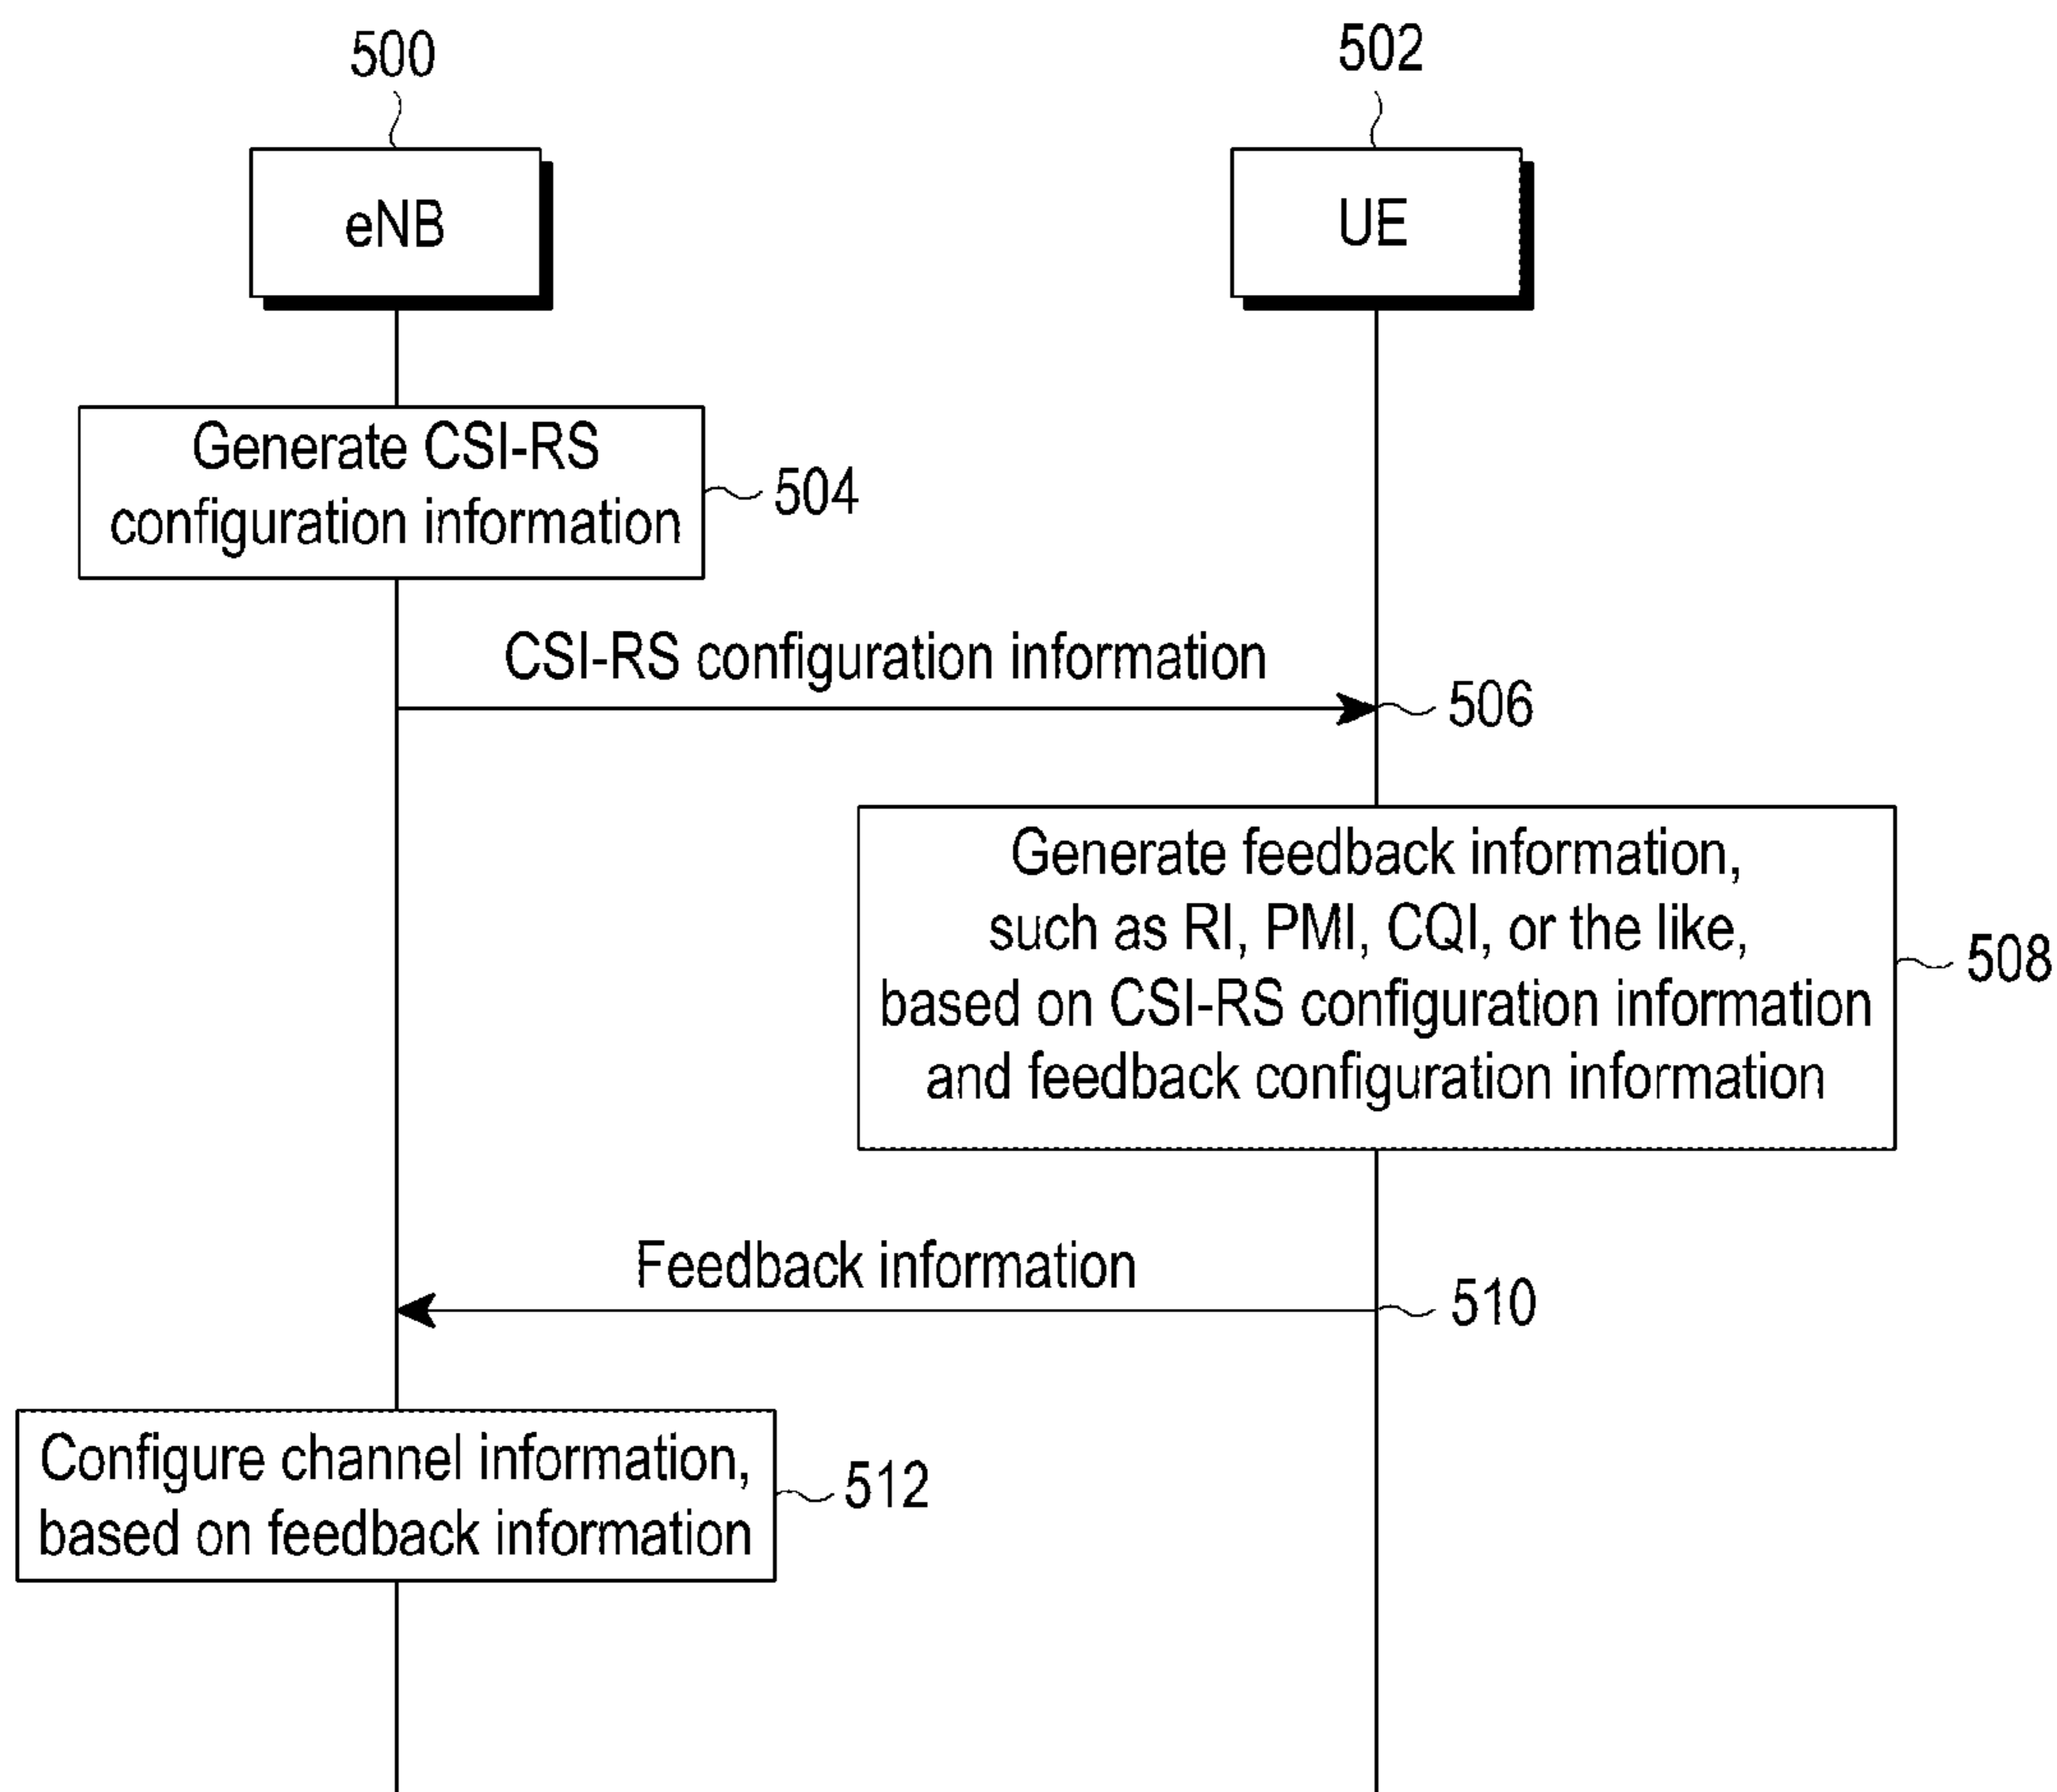 500
502
eNB
UE
Generate CSI-RS
configuration information
504
CSI-RS configuration information
506
Generate feedback information,
such as RI, PMI, CQI, or the like,
based on CSI-RS configuration information
and feedback configuration information
508
Feedback information
510
Configure channel information,
based on feedback information
512